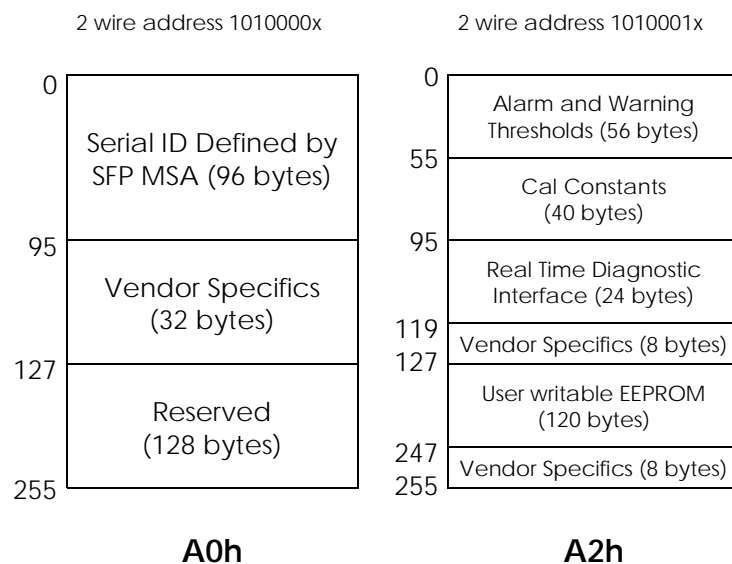 2 wire address 1010000x
0
Serial ID Defined by
SFP MSA (96 bytes)
95
Vendor Specifics
(32 bytes)
127
Reserved
(128 bytes)
255
A0h
2 wire address 1010001x
0
Alarm and Warning
Thresholds (56 bytes)
55
Cal Constants
(40 bytes)
95
Real Time Diagnostic
Interface (24 bytes)
119
Vendor Specifics (8 bytes)
127
User writable EEPROM
(120 bytes)
247
Vendor Specifics (8 bytes)
255
A2h